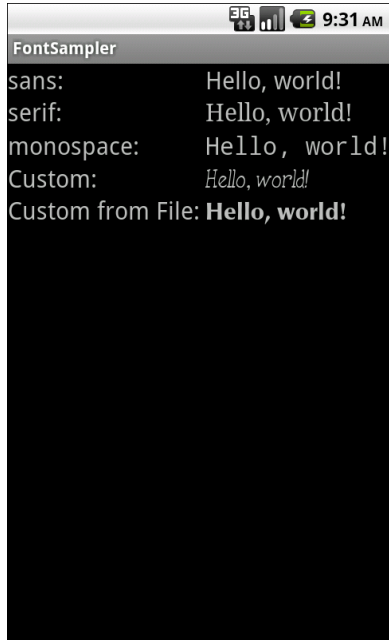 3G 9:31 AM
FontSampler
sans: Hello, world!
serif: Hello, world!
monospace: Hello, world!
Custom: Hello, world!
Custom from File: Hello, world!